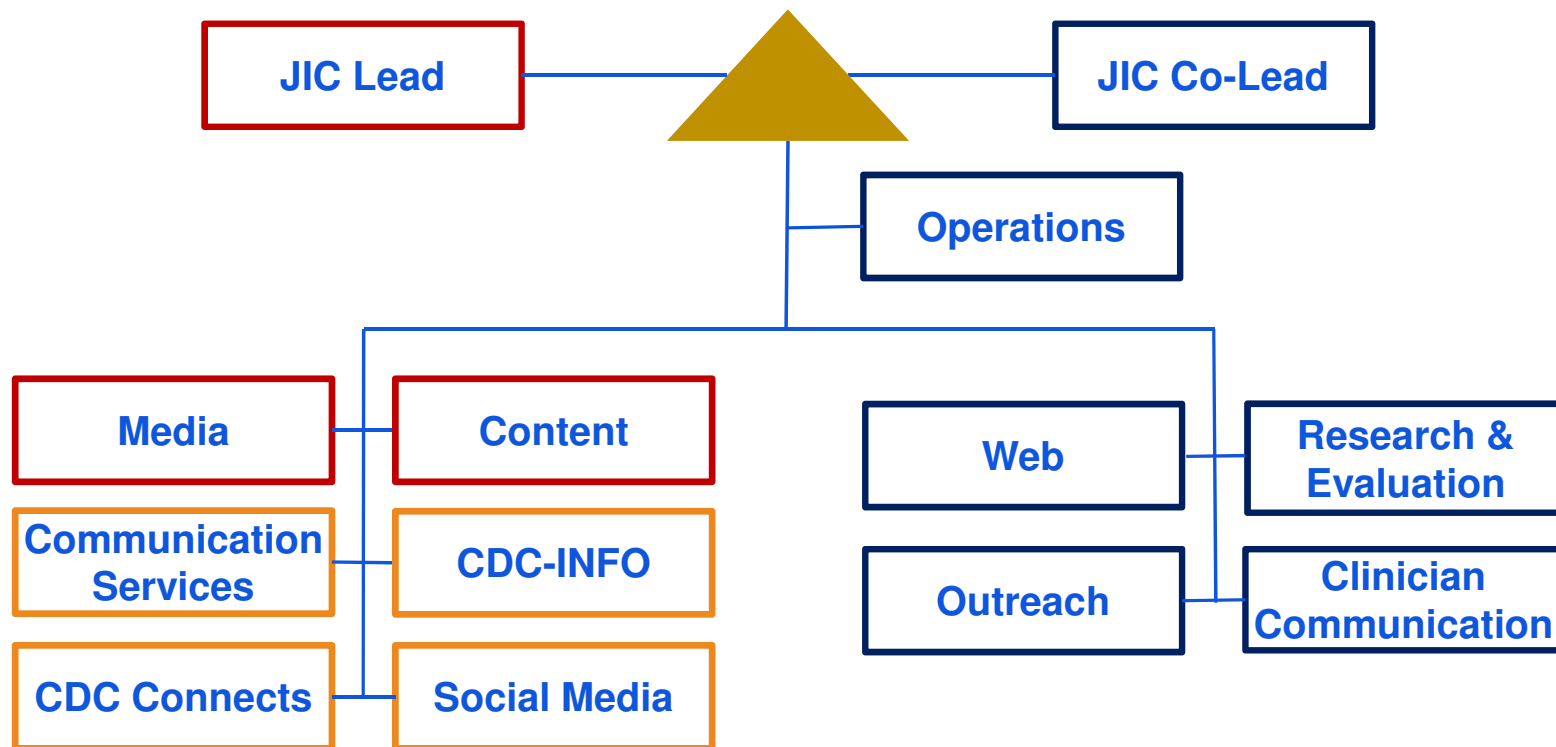 JIC Lead
JIC Co-Lead
Operations
Media
Content
Communication
Services
CDC-INFO
CDC Connects
Social Media
Web
Research &
Evaluation
Outreach
Clinician
Communication